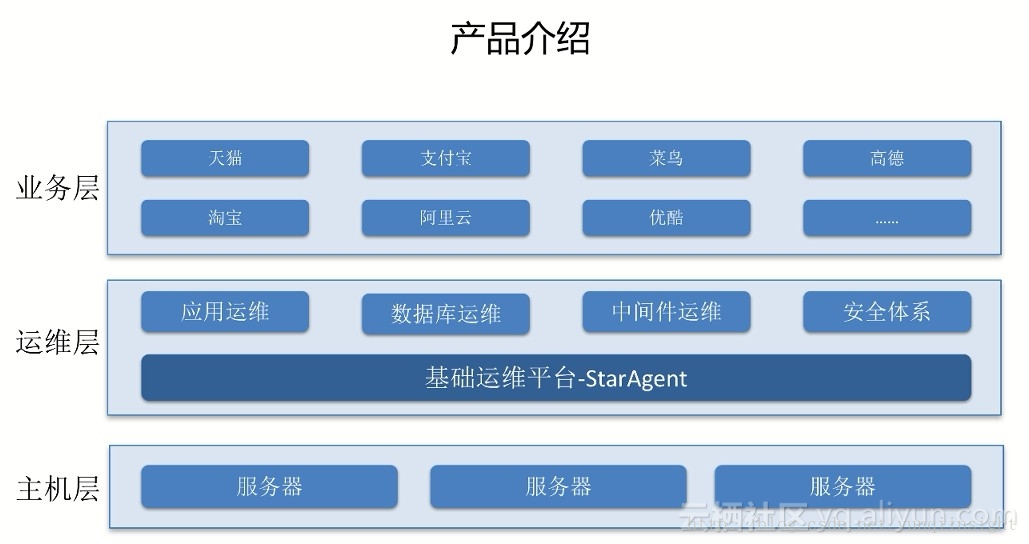 产品介绍
业务层
天猫
支付宝
菜鸟
高德
淘宝
阿里云
优酷
......
运维层
应用运维
数据库运维
中间件运维
安全体系
基础运维平台-StarAgent
主机层
服务器
服务器
服务器
云栖社区 yq.aliyun.com